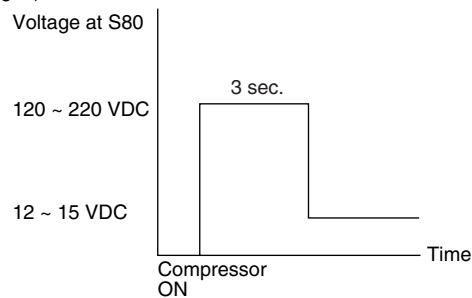 Voltage at S80
3 sec.
120 ~ 220 VDC
12 ~ 15 VDC
Time
Compressor
ON